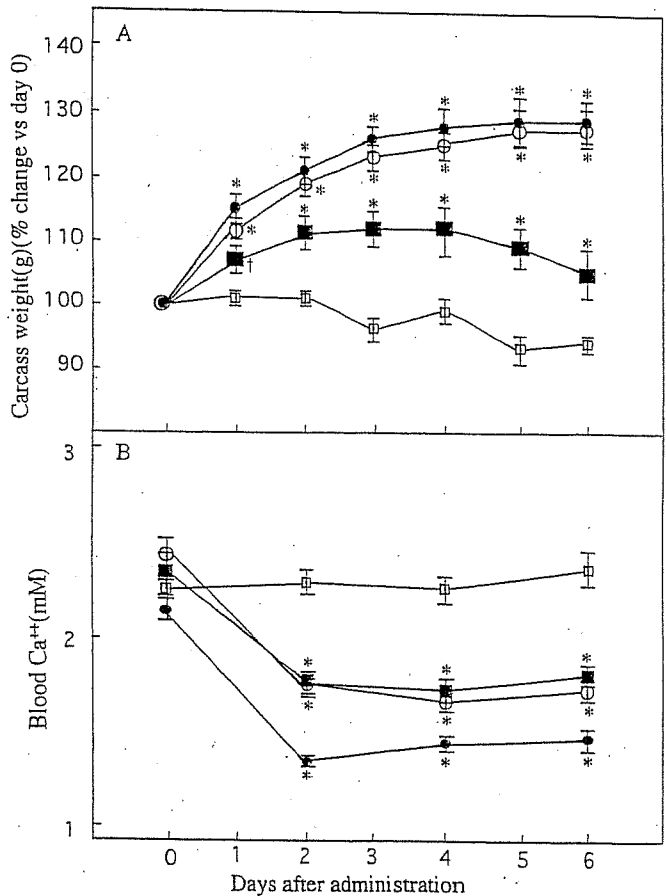 A
140
130
120
110
100
90
Carcass weight(g)(% change vs day 0)
* * * * * *
* * * * * *
† * * * * *
B
3
2
1
Blood Ca⁺⁺(mM)
* * *
* * *
* * *
0 1 2 3 4 5 6
Days after administration